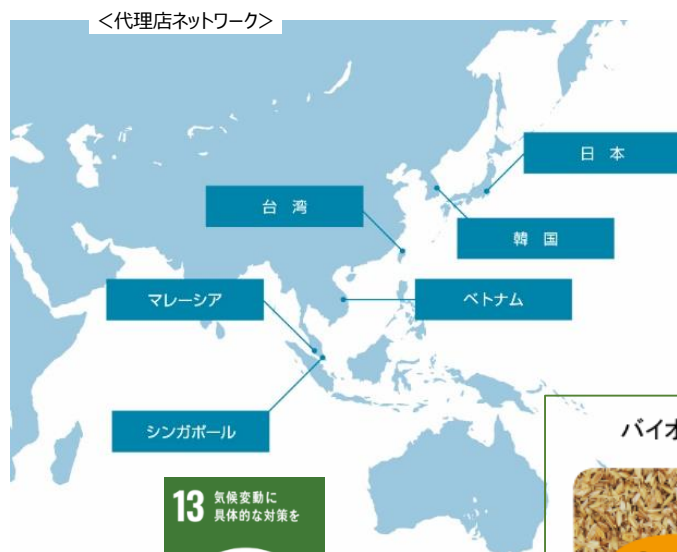 ＜代理店ネットワーク＞
日 本
台 湾
韓 国
マレーシア
ベトナム
シンガポール
13 気候変動に
具体的な対策を
バイオ